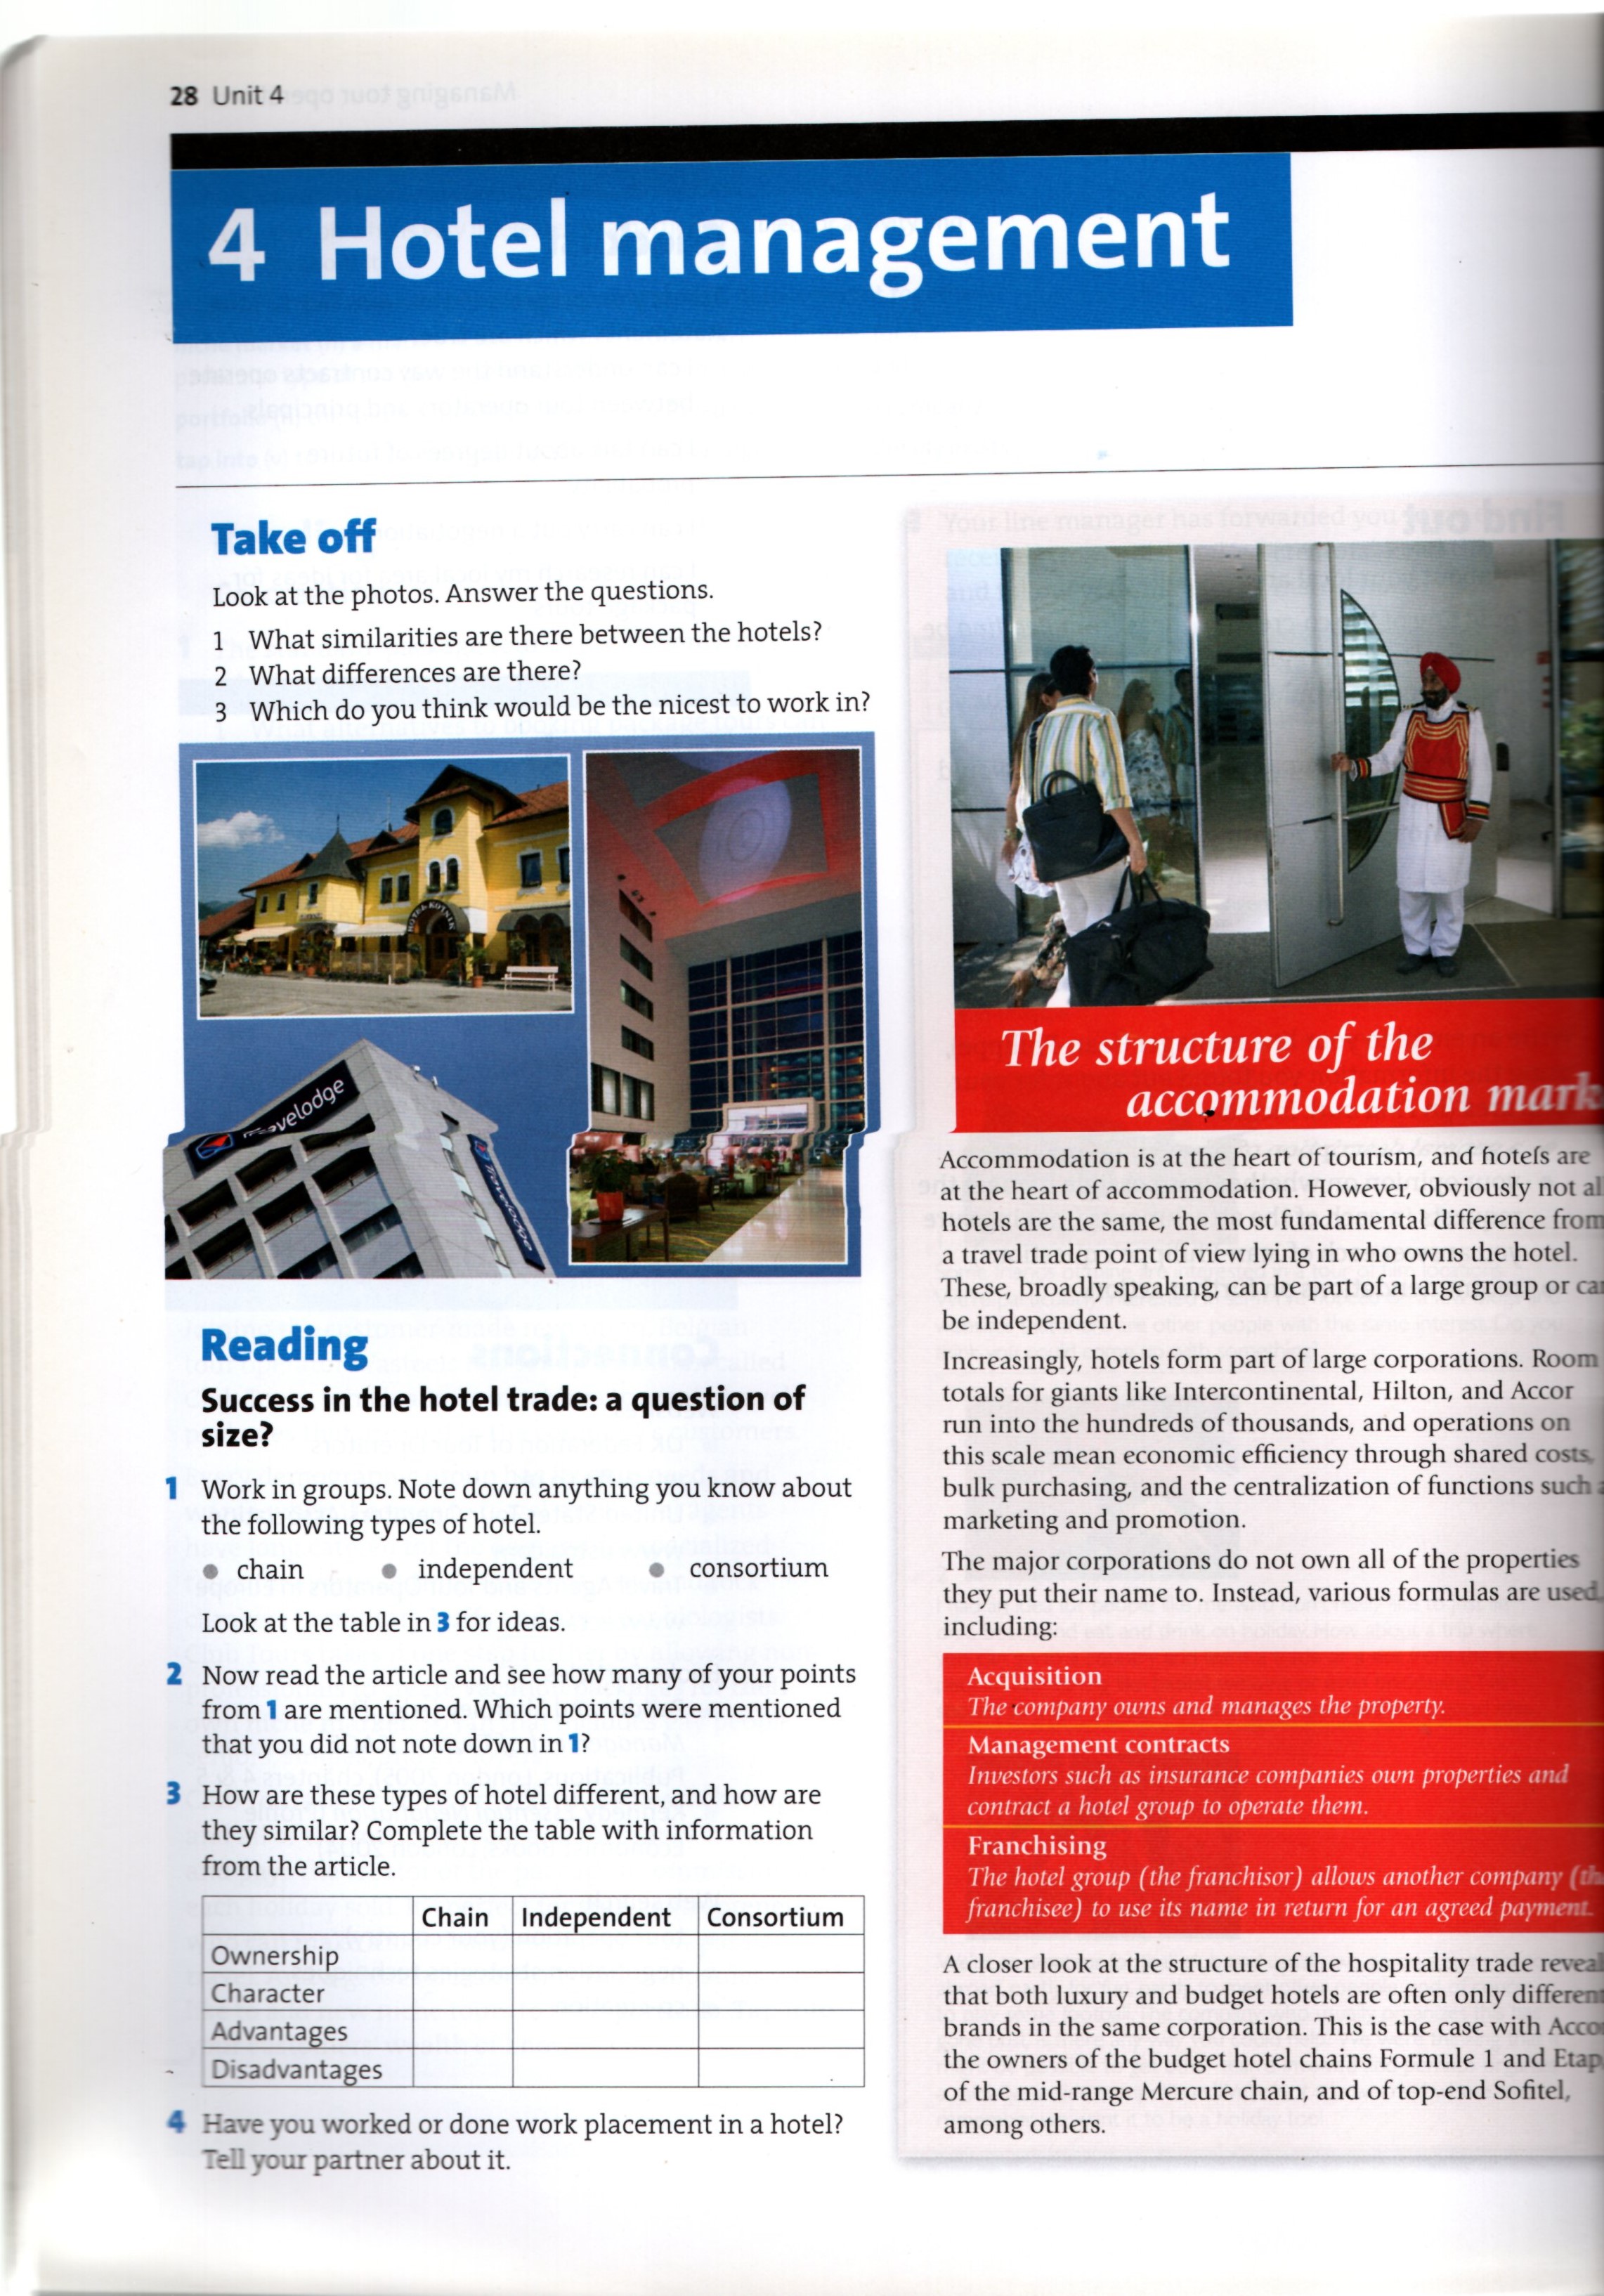 28 Unit 4
4 Hotel management
Take off
Look at the photos. Answer the questions.
1 What similarities are there between the hotels?
2 What differences are there?
3 Which do you think would be the nicest to work in?
HOTEL KOTNIK
Travelodge
Travelodge
Reading
Success in the hotel trade: a question of
size?
1 Work in groups. Note down anything you know about
the following types of hotel.
• chain • independent • consortium
Look at the table in 3 for ideas.
2 Now read the article and see how many of your points
from 1 are mentioned. Which points were mentioned
that you did not note down in 1?
3 How are these types of hotel different, and how are
they similar? Complete the table with information
from the article.
Chain Independent Consortium
Ownership
Character
Advantages
Disadvantages
4 Have you worked or done work placement in a hotel?
Tell your partner about it.
The structure of the
accommodation mark
Accommodation is at the heart of tourism, and hotels are
at the heart of accommodation. However, obviously not al
hotels are the same, the most fundamental difference from
a travel trade point of view lying in who owns the hotel.
These, broadly speaking, can be part of a large group or ca
be independent.
Increasingly, hotels form part of large corporations. Room
totals for giants like Intercontinental, Hilton, and Accor
run into the hundreds of thousands, and operations on
this scale mean economic efficiency through shared costs,
bulk purchasing, and the centralization of functions such a
marketing and promotion.
The major corporations do not own all of the properties
they put their name to. Instead, various formulas are used,
including:
Acquisition
The company owns and manages the property.
Management contracts
Investors such as insurance companies own properties and
contract a hotel group to operate them.
Franchising
The hotel group (the franchisor) allows another company (th
franchisee) to use its name in return for an agreed payment.
A closer look at the structure of the hospitality trade reveal
that both luxury and budget hotels are often only different
brands in the same corporation. This is the case with Acco
the owners of the budget hotel chains Formule 1 and Etap
of the mid-range Mercure chain, and of top-end Sofitel,
among others.